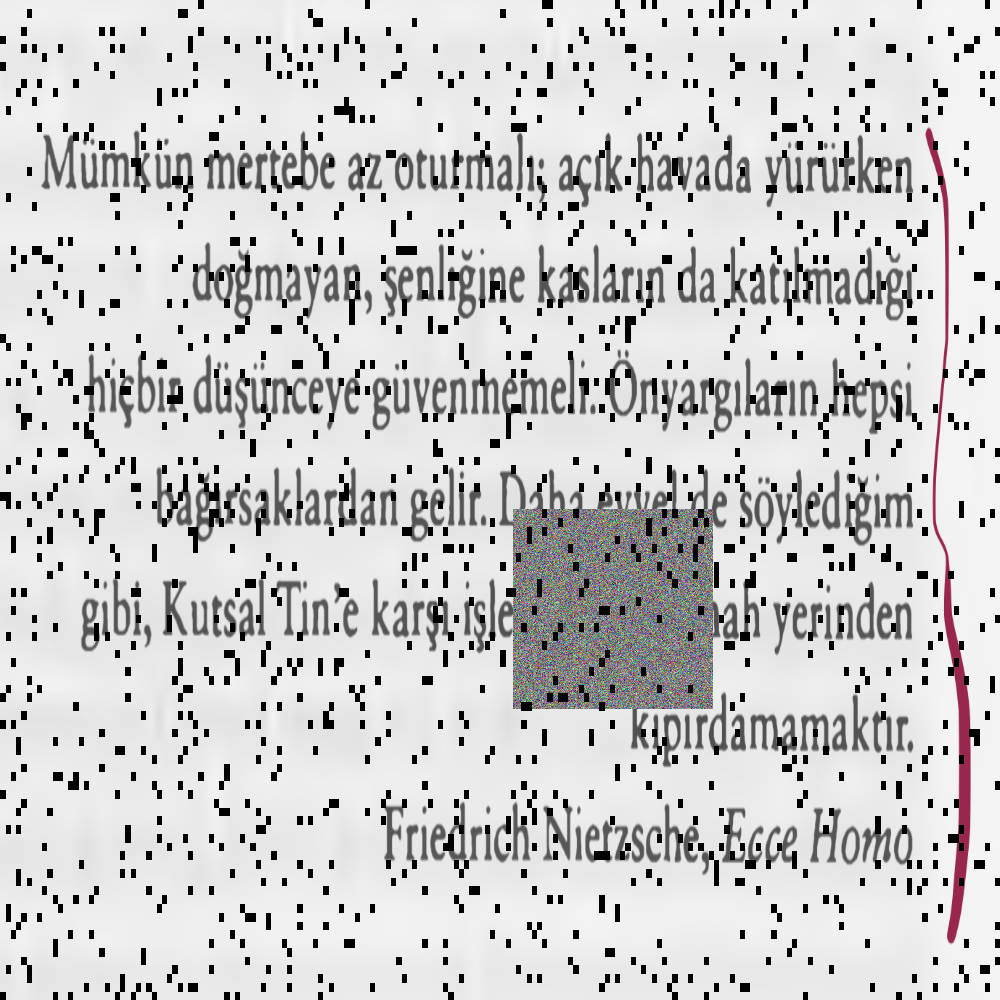 Mümkün mertebe az oturmalı; açık havada yürürken
doğmayan, şenliğine kasların da katılmadığı
hiçbir düşünceye güvenmemeli. Önyargıların hepsi
bağırsaklardan gelir. Daha evvel de söylediğim
gibi, Kutsal Tin’e karşı yerinden
kıpırdamamaktır.
Friedrich Nietzsche, Ecce Homo